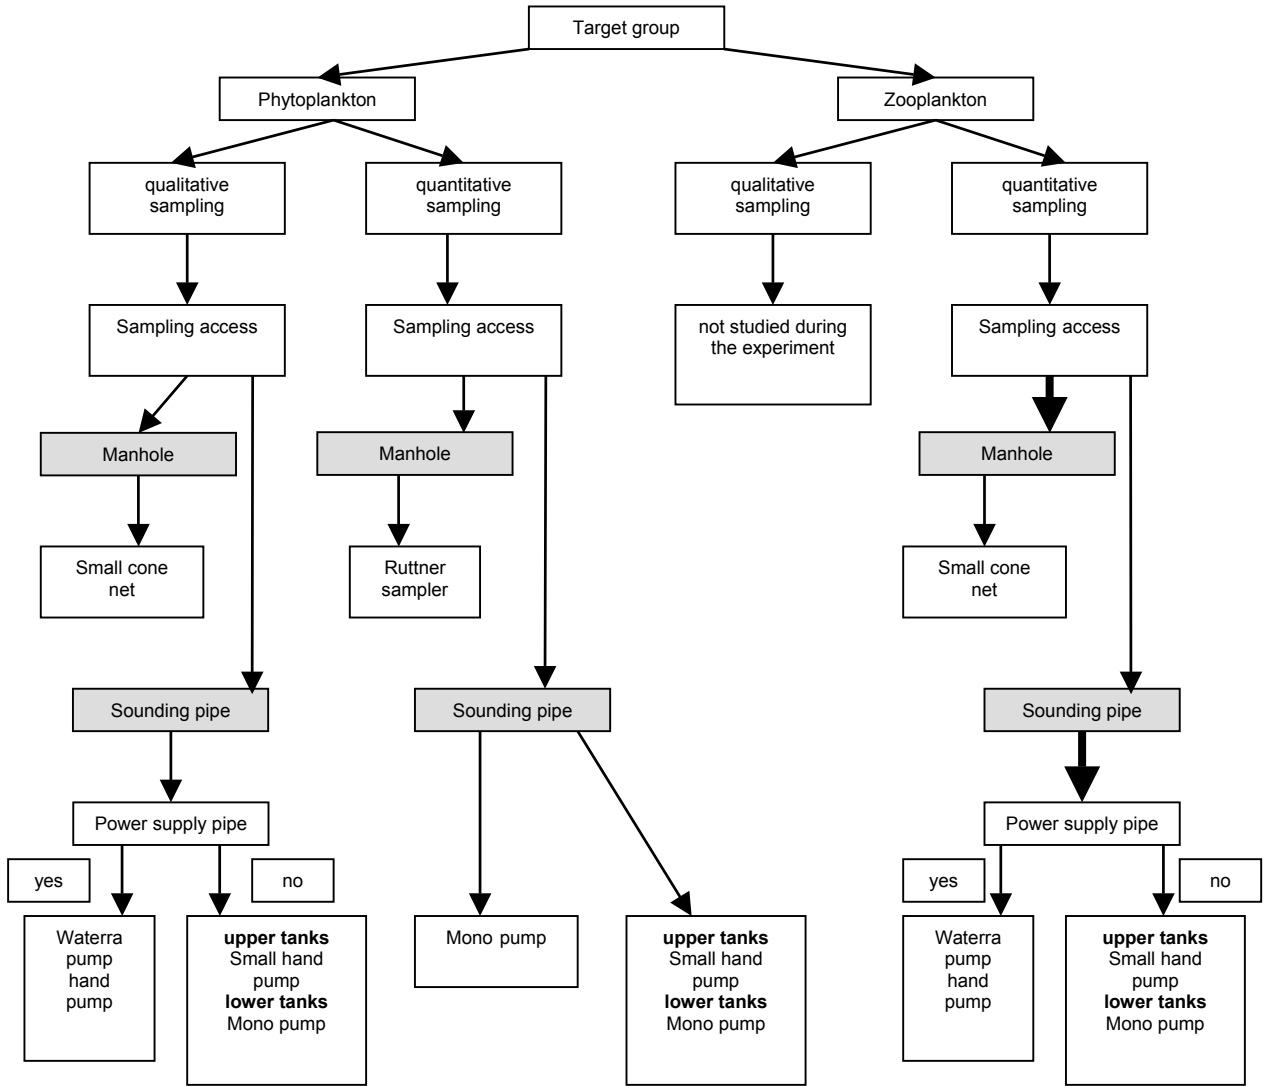 Target group
Phytoplankton
Zooplankton
qualitative
sampling
quantitative
sampling
qualitative
sampling
quantitative
sampling
Sampling access
Sampling access
not studied during
the experiment
Sampling access
Manhole
Manhole
Manhole
Small cone
net
Ruttner
sampler
Small cone
net
Sounding pipe
Sounding pipe
Sounding pipe
Power supply pipe
Power supply pipe
yes
no
yes
no
Waterra
pump
hand
pump
upper tanks
Small hand
pump
lower tanks
Mono pump
Mono pump
upper tanks
Small hand
pump
lower tanks
Mono pump
Waterra
pump
hand
pump
upper tanks
Small hand
pump
lower tanks
Mono pump